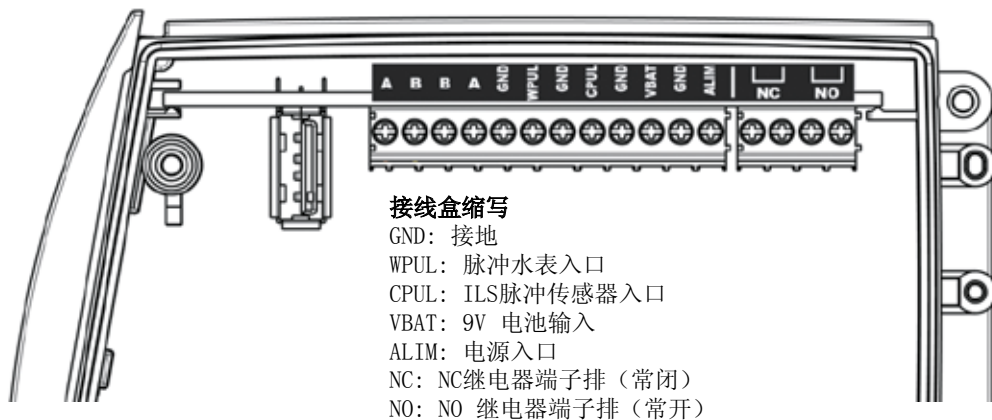 A B B A GND WPUL GND CPUL GND VBAT GND ALIM NC NO
接线盒缩写
GND: 接地
WPUL: 脉冲水表入口
CPUL: ILS脉冲传感器入口
VBAT: 9V 电池输入
ALIM: 电源入口
NC: NC继电器端子排（常闭）
NO: NO 继电器端子排（常开）